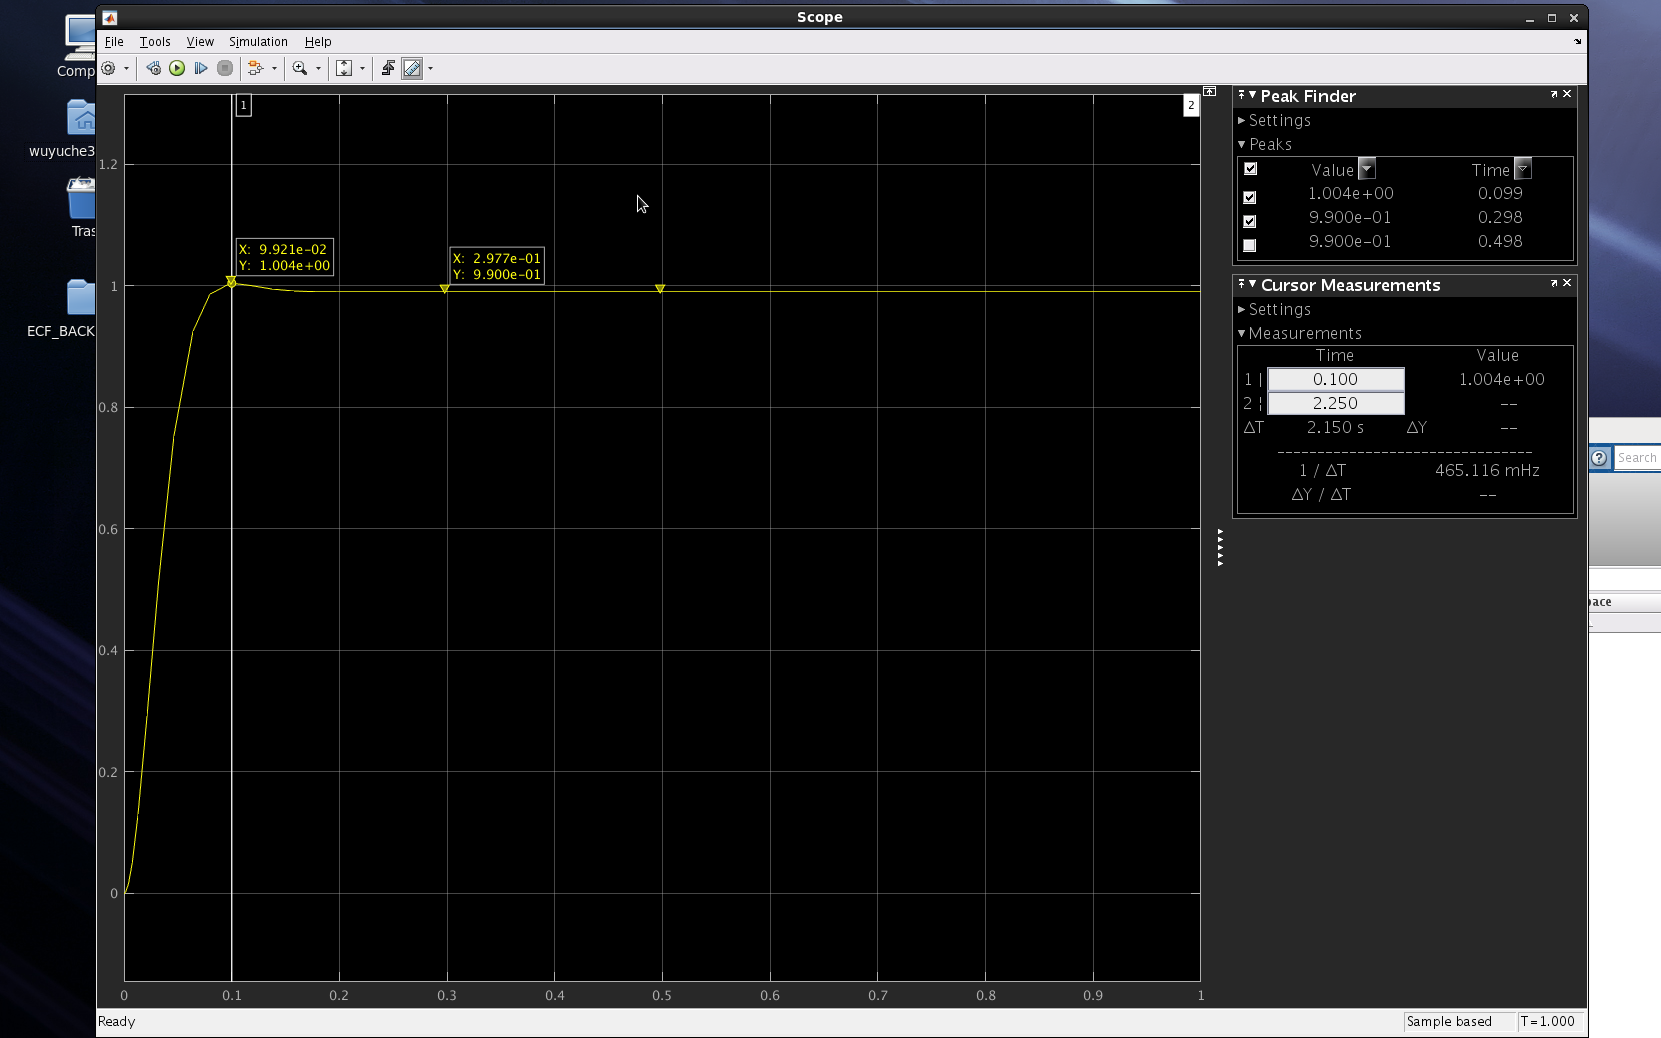 Scope
File Tools View Simulation Help
Comp
wuyuche3
Tras
ECF_BACK
1
2
1.2
1
0.8
0.6
0.4
0.2
0
X: 9.921e-02
Y: 1.004e+00
X: 2.977e-01
Y: 9.900e-01
0 0.1 0.2 0.3 0.4 0.5 0.6 0.7 0.8 0.9 1
Peak Finder
Settings
Peaks
Value Time
1.004e+00 0.099
9.900e-01 0.298
9.900e-01 0.498
Cursor Measurements
Settings
Measurements
Time Value
1 | 0.100 1.004e+00
2 ¦ 2.250 --
ΔT 2.150 s ΔY --
1 / ΔT 465.116 mHz
ΔY / ΔT --
? Search
pace
Ready
Sample based T=1.000